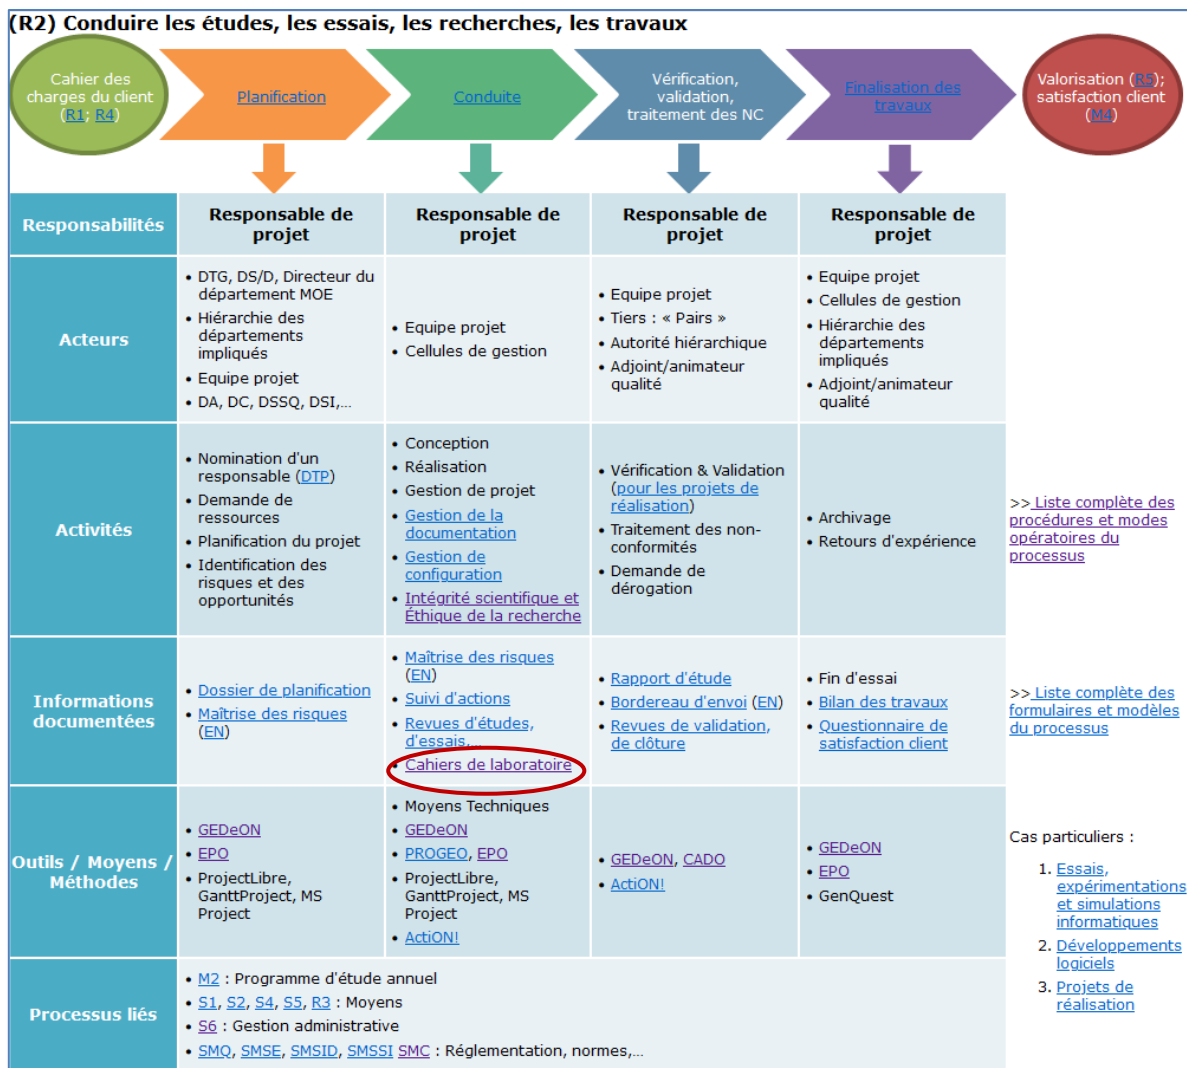 (R2) Conduire les études, les essais, les recherches, les travaux
Cahier des
charges du client
(R1; R4)
Planification
Conduite
Vérification,
validation,
traitement des NC
Finalisation des
travaux
Valorisation (R5);
satisfaction client
(M4)
Responsabilités
Responsable de
projet
Responsable de
projet
Responsable de
projet
Responsable de
projet
Acteurs
• DTG, DS/D, Directeur du
département MOE
• Hiérarchie des
départements
impliqués
• Equipe projet
• DA, DC, DSSQ, DSI,...
• Equipe projet
• Cellules de gestion
• Equipe projet
• Tiers : « Pairs »
• Autorité hiérarchique
• Adjoint/animateur
qualité
• Equipe projet
• Cellules de gestion
• Hiérarchie des
départements
impliqués
• Adjoint/animateur
qualité
Activités
• Nomination d'un
responsable (DTP)
• Demande de
ressources
• Planification du projet
• Identification des
risques et des
opportunités
• Conception
• Réalisation
• Gestion de projet
• Gestion de la
documentation
• Gestion de
configuration
• Intégrité scientifique et
Éthique de la recherche
• Vérification & Validation
(pour les projets de
réalisation)
• Traitement des non-
conformités
• Demande de
dérogation
• Archivage
• Retours d'expérience
>> Liste complète des
procédures et modes
opératoires du
processus
Informations
documentées
• Dossier de planification
• Maîtrise des risques
(EN)
• Maîtrise des risques
(EN)
• Suivi d'actions
• Revues d'études,
d'essais,...
• Cahiers de laboratoire
• Rapport d'étude
• Bordereau d'envoi (EN)
• Revues de validation,
de clôture
• Fin d'essai
• Bilan des travaux
• Questionnaire de
satisfaction client
>> Liste complète des
formulaires et modèles
du processus
Outils / Moyens /
Méthodes
• GEDeON
• EPO
• ProjectLibre,
GanttProject, MS
Project
• Moyens Techniques
• GEDeON
• PROGEO, EPO
• ProjectLibre,
GanttProject, MS
Project
• ActiON!
• GEDeON, CADO
• ActiON!
• GEDeON
• EPO
• GenQuest
Cas particuliers :
1. Essais,
expérimentations
et simulations
informatiques
2. Développements
logiciels
3. Projets de
réalisation
Processus liés
• M2 : Programme d'étude annuel
• S1, S2, S4, S5, R3 : Moyens
• S6 : Gestion administrative
• SMQ, SMSE, SMSID, SMSSI SMC : Réglementation, normes,...